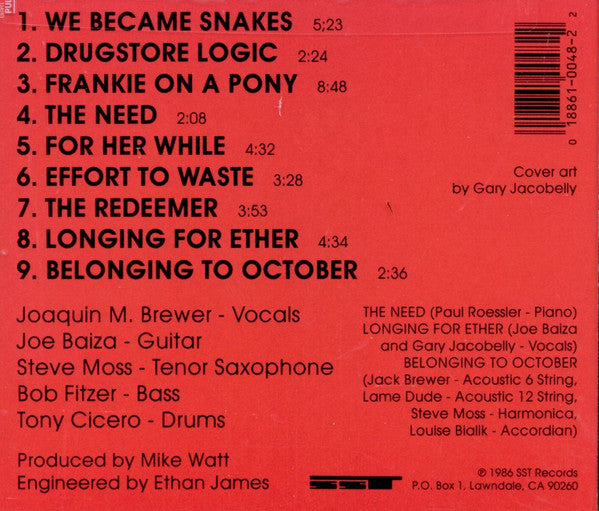 1. WE BECAME SNAKES 5;23
2. DRUGSTORE LOGIC 2:24
3. FRANKIE ON A PONY 8:48
4. THE NEED 2:08
5. FOR HER WHILE 4:32
6. EFFORT TO WASTE 3:28
7. THE REDEEMER 3:53
8. LONGING FOR ETHER 4:34
9. BELONGING TO OCTOBER 2:36
0 18861-0048-2 2
Cover art
by Gary Jacobelly
Joaquin M. Brewer - Vocals
Joe Baiza - Guitar
Steve Moss - Tenor Saxophone
Bob Fitzer - Bass
Tony Cicero - Drums
THE NEED (Paul Roessler - Piano)
LONGING FOR ETHER (Joe Baiza
and Gary Jacobelly - Vocals)
BELONGING TO OCTOBER
(Jack Brewer - Acoustic 6 String,
Lame Dude - Acoustic 12 String,
Steve Moss - Harmonica,
Louise Bialik - Accordian)
Produced by Mike Watt
Engineered by Ethan James
SST
℗ 1986 SST Records
P.O. Box 1, Lawndale, CA 90260